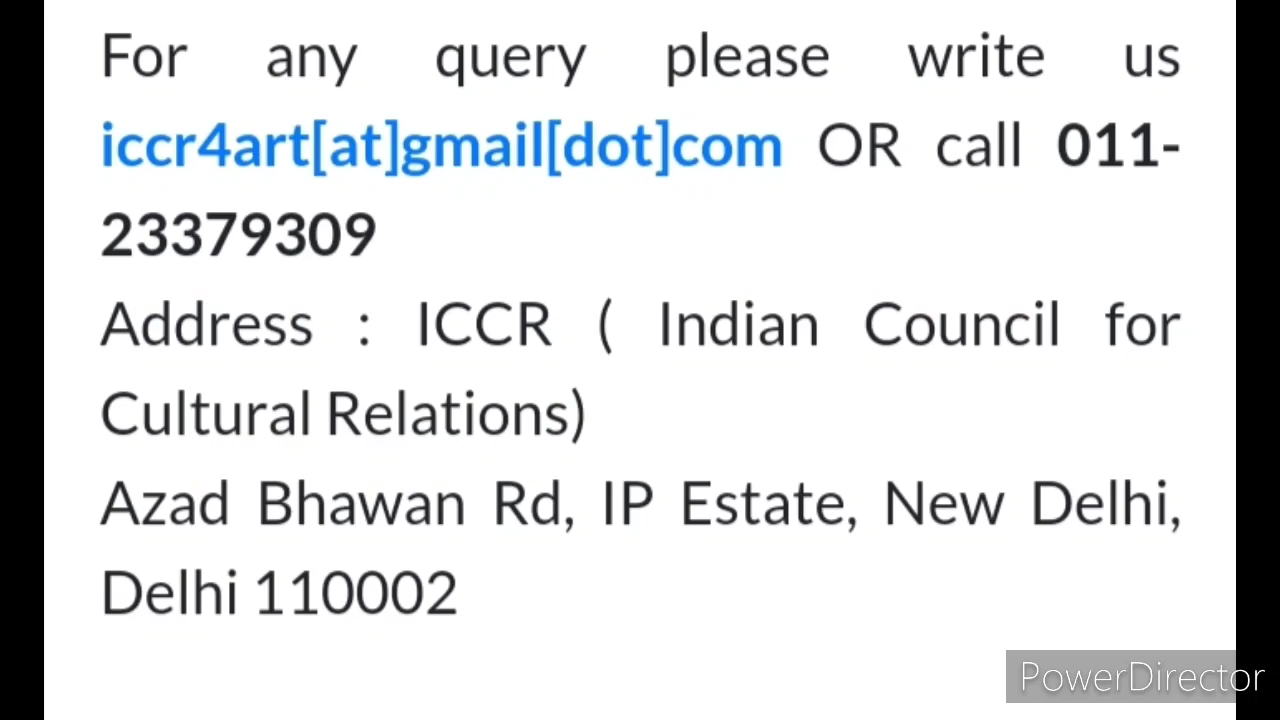 For any query please write us
iccr4art[at]gmail[dot]com OR call 011-
23379309
Address : ICCR ( Indian Council for
Cultural Relations)
Azad Bhawan Rd, IP Estate, New Delhi,
Delhi 110002
PowerDirector